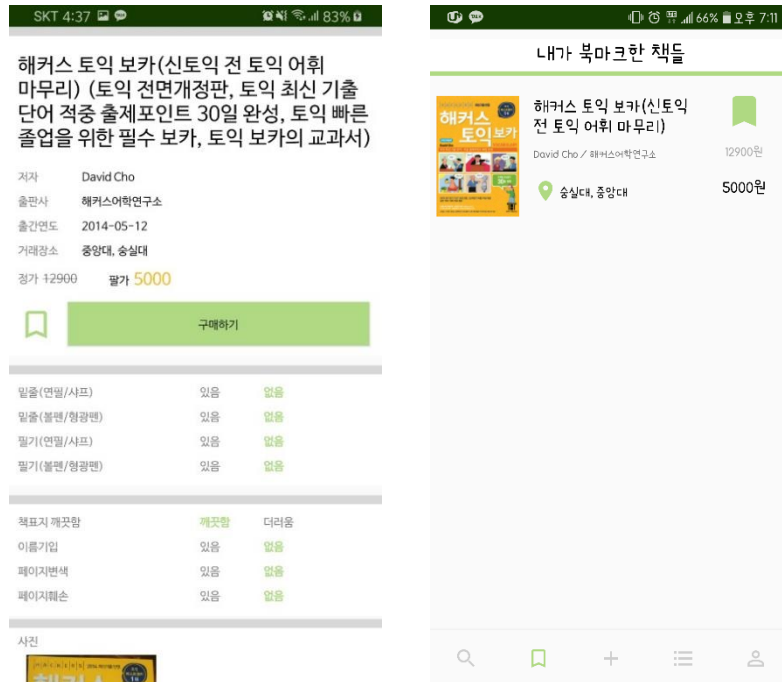 SKT 4:37
83%
해커스 토익 보카(신토익 전 토익 어휘
마무리) (토익 전면개정판, 토익 최신 기출
단어 적중 출제포인트 30일 완성, 토익 빠른
졸업을 위한 필수 보카, 토익 보카의 교과서)
저자 David Cho
출판사 해커스어학연구소
출간연도 2014-05-12
거래장소 중앙대, 숭실대
정가 12900 팔가 5000
구매하기
밑줄(연필/샤프) 있음 없음
밑줄(볼펜/형광펜) 있음 없음
필기(연필/샤프) 있음 없음
필기(볼펜/형광펜) 있음 없음
책표지 깨끗함 깨끗함 더러움
이름기입 있음 없음
페이지변색 있음 없음
페이지훼손 있음 없음
사진
해커스
66% 오후 7:11
내가 북마크한 책들
해커스
토익 보카
해커스 토익 보카(신토익
전 토익 어휘 마무리)
David Cho / 해커스어학연구소
12900원
숭실대, 중앙대
5000원